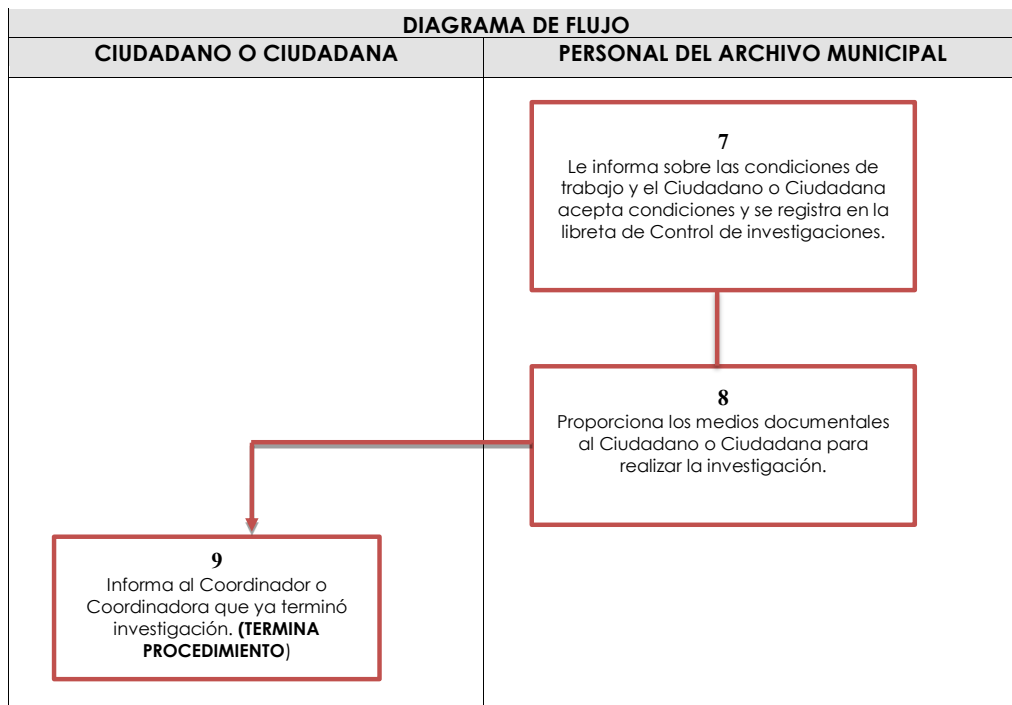 DIAGRAMA DE FLUJO
CIUDADANO O CIUDADANA
PERSONAL DEL ARCHIVO MUNICIPAL
7
Le informa sobre las condiciones de
trabajo y el Ciudadano o Ciudadana
acepta condiciones y se registra en la
libreta de Control de investigaciones.
8
Proporciona los medios documentales
al Ciudadano o Ciudadana para
realizar la investigación.
9
Informa al Coordinador o
Coordinadora que ya terminó
investigación. (TERMINA
PROCEDIMIENTO)